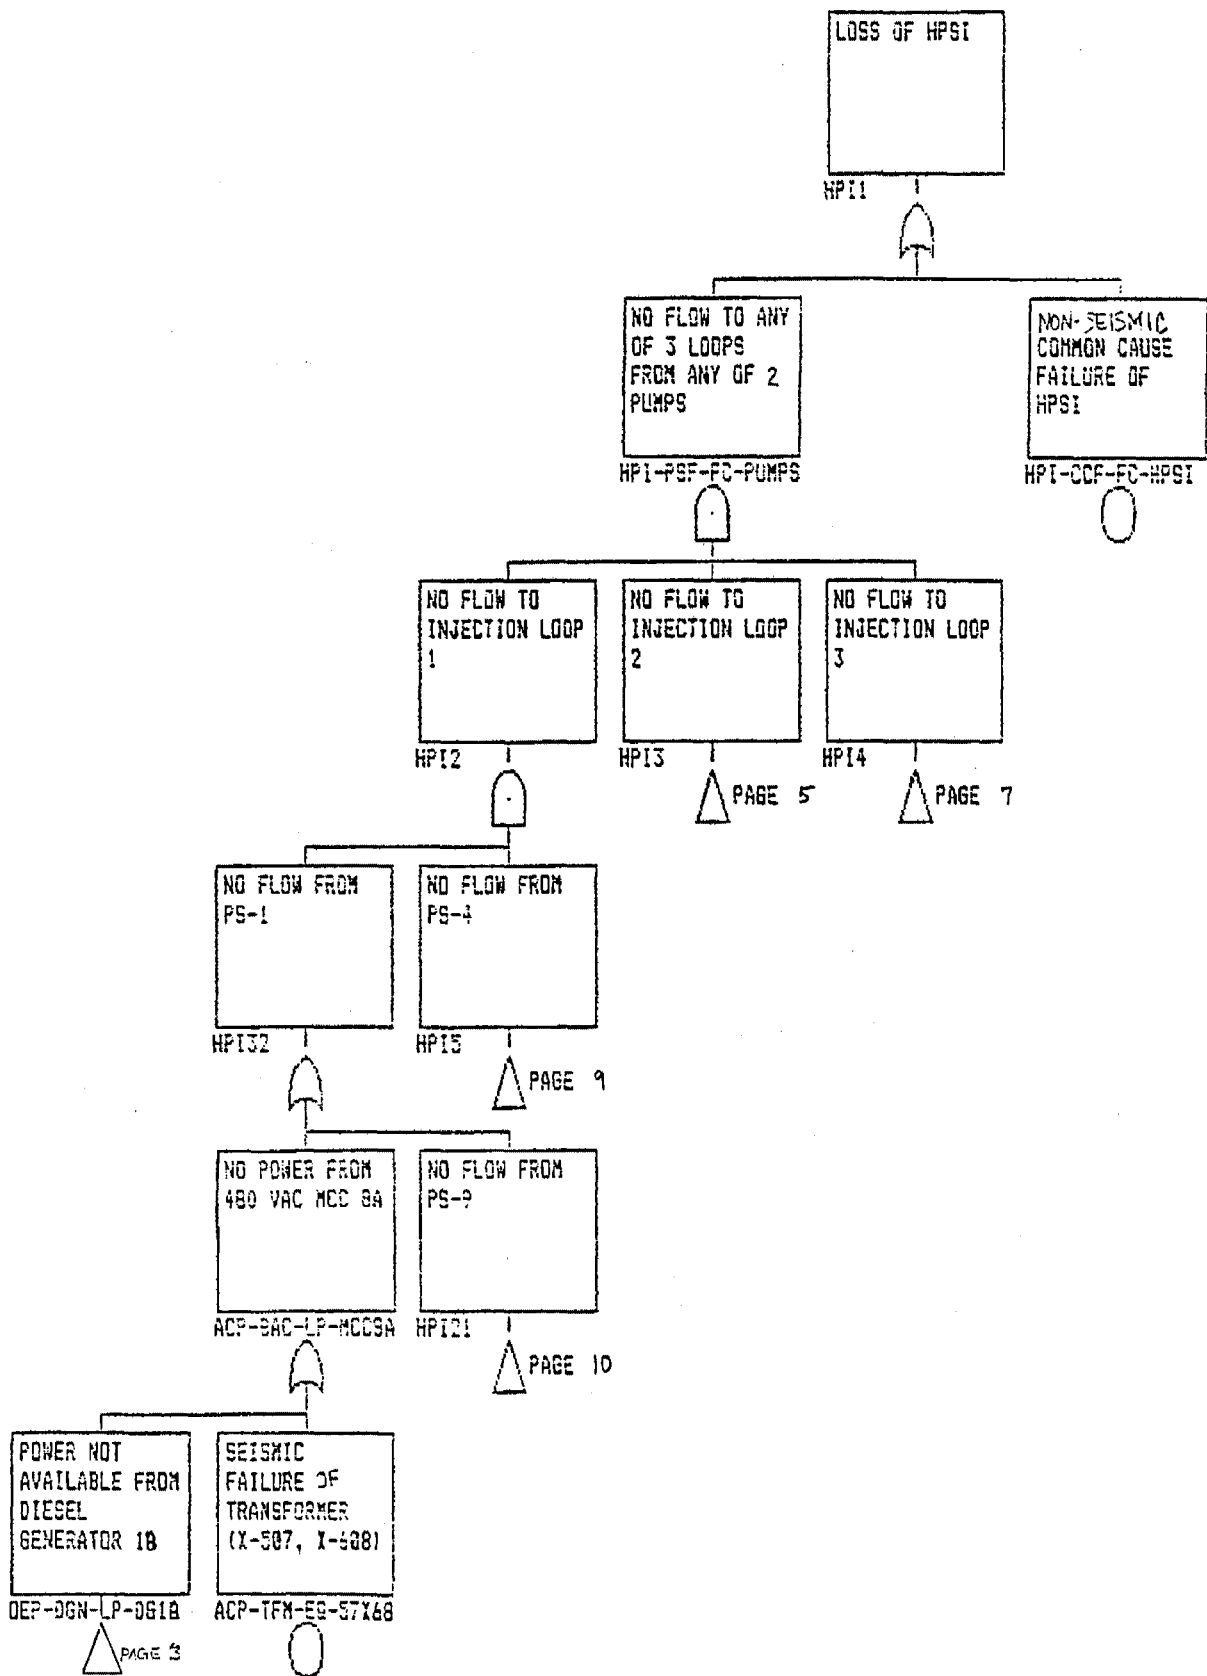 LOSS OF HPSI
HPI1
NO FLOW TO ANY
OF 3 LOOPS
FROM ANY OF 2
PUMPS
HPI-PSF-FC-PUMPS
NON-SEISMIC
COMMON CAUSE
FAILURE OF
HPSI
HPI-CCF-FC-HPSI
NO FLOW TO
INJECTION LOOP
1
HPI2
NO FLOW TO
INJECTION LOOP
2
HPI3
PAGE 5
NO FLOW TO
INJECTION LOOP
3
HPI4
PAGE 7
NO FLOW FROM
PS-1
HPI32
NO FLOW FROM
PS-4
HPI5
PAGE 9
NO POWER FROM
480 VAC MCC 8A
ACP-BAC-LP-MCC8A
NO FLOW FROM
PS-9
HPI21
PAGE 10
POWER NOT
AVAILABLE FROM
DIESEL
GENERATOR 1B
OEP-DGN-LP-DG1B
PAGE 3
SEISMIC
FAILURE OF
TRANSFORMER
(X-507, X-608)
ACP-TFM-EQ-57X68